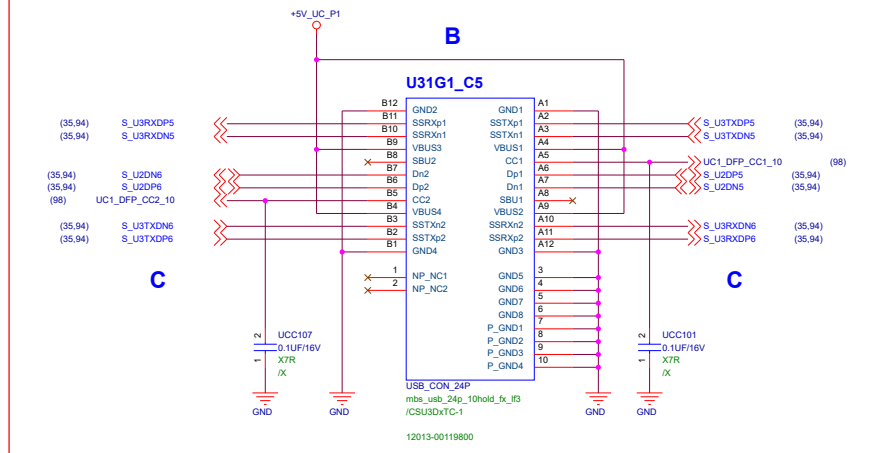 +5V_UC_P1
B
U31G1_C5
B12 GND2 GND1 A1
(35,94) S_U3RXDP5 B11 SSRXp1 SSTXp1 A2 S_U3TXDP5 (35,94)
(35,94) S_U3RXDN5 B10 SSRXn1 SSTXn1 A3 S_U3TXDN5 (35,94)
B9 VBUS3 VBUS1 A4
B8 SBU2 CC1 A5 UC1_DFP_CC1_10 (98)
(35,94) S_U2DN6 B7 Dn2 Dp1 A6 S_U2DP5 (35,94)
(35,94) S_U2DP6 B6 Dp2 Dn1 A7 S_U2DN5 (35,94)
(98) UC1_DFP_CC2_10 B5 CC2 SBU1 A8
B4 VBUS4 VBUS2 A9
(35,94) S_U3TXDN6 B3 SSTXn2 SSRXn2 A10 S_U3RXDN6 (35,94)
(35,94) S_U3TXDP6 B2 SSTXp2 SSRXp2 A11 S_U3RXDP6 (35,94)
B1 GND4 GND3 A12
C
1 NP_NC1 GND5 3
C
2 NP_NC2 GND6 4
GND7 5
GND8 6
P_GND1 7
P_GND2 8
P_GND3 9
P_GND4 10
2 UCC107
0.1UF/16V
1 X7R
/X
2 UCC101
0.1UF/16V
1 X7R
/X
USB_CON_24P
mbs_usb_24p_10hold_fx_lf3
/CSU3DxTC-1
GND GND GND GND
12013-00119800